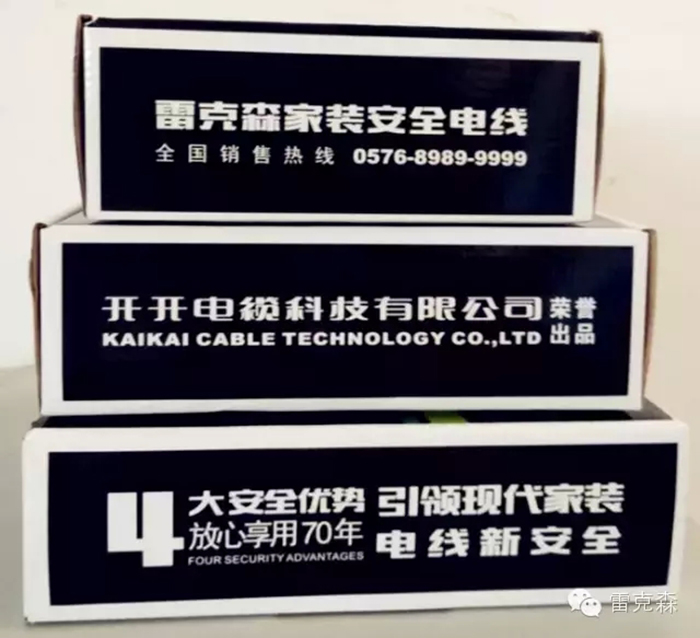 雷克森家装安全电线
全国销售热线 0576-8989-9999
开开电缆科技有限公司 荣誉出品
KAIKAI CABLE TECHNOLOGY CO.,LTD
4大安全优势 引领现代家装
放心享用70年 电线新安全
FOUR SECURITY ADVANTAGES
雷克森